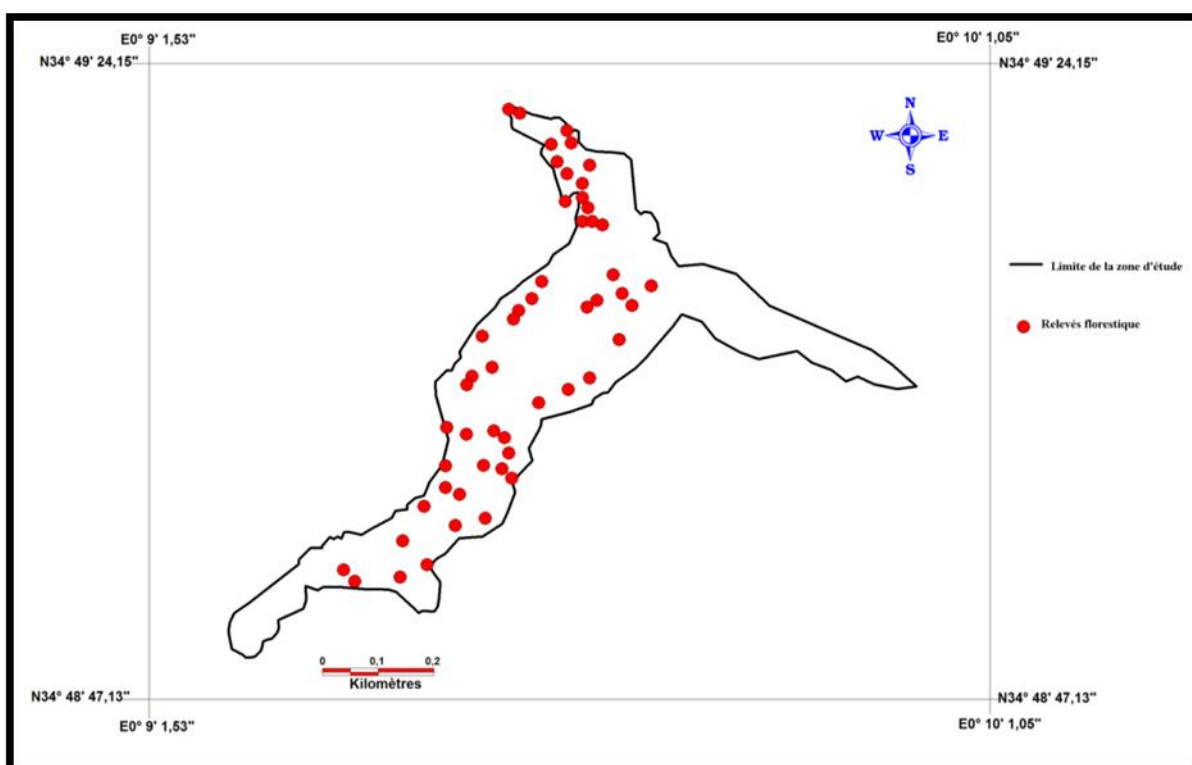 E0° 9' 1,53"
E0° 10' 1,05"
N34° 49' 24,15"
N34° 49' 24,15"
N
W E
S
Limite de la zone d'étude
Relevés florestique
0 0,1 0,2
Kilomètres
N34° 48' 47,13"
N34° 48' 47,13"
E0° 9' 1,53"
E0° 10' 1,05"